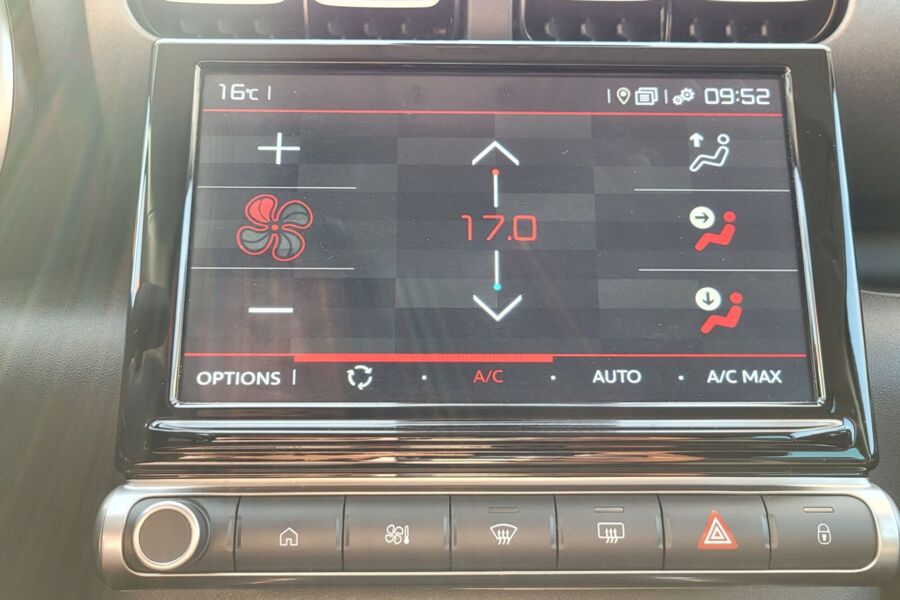 16°C
09:52
17.0
OPTIONS A/C AUTO A/C MAX